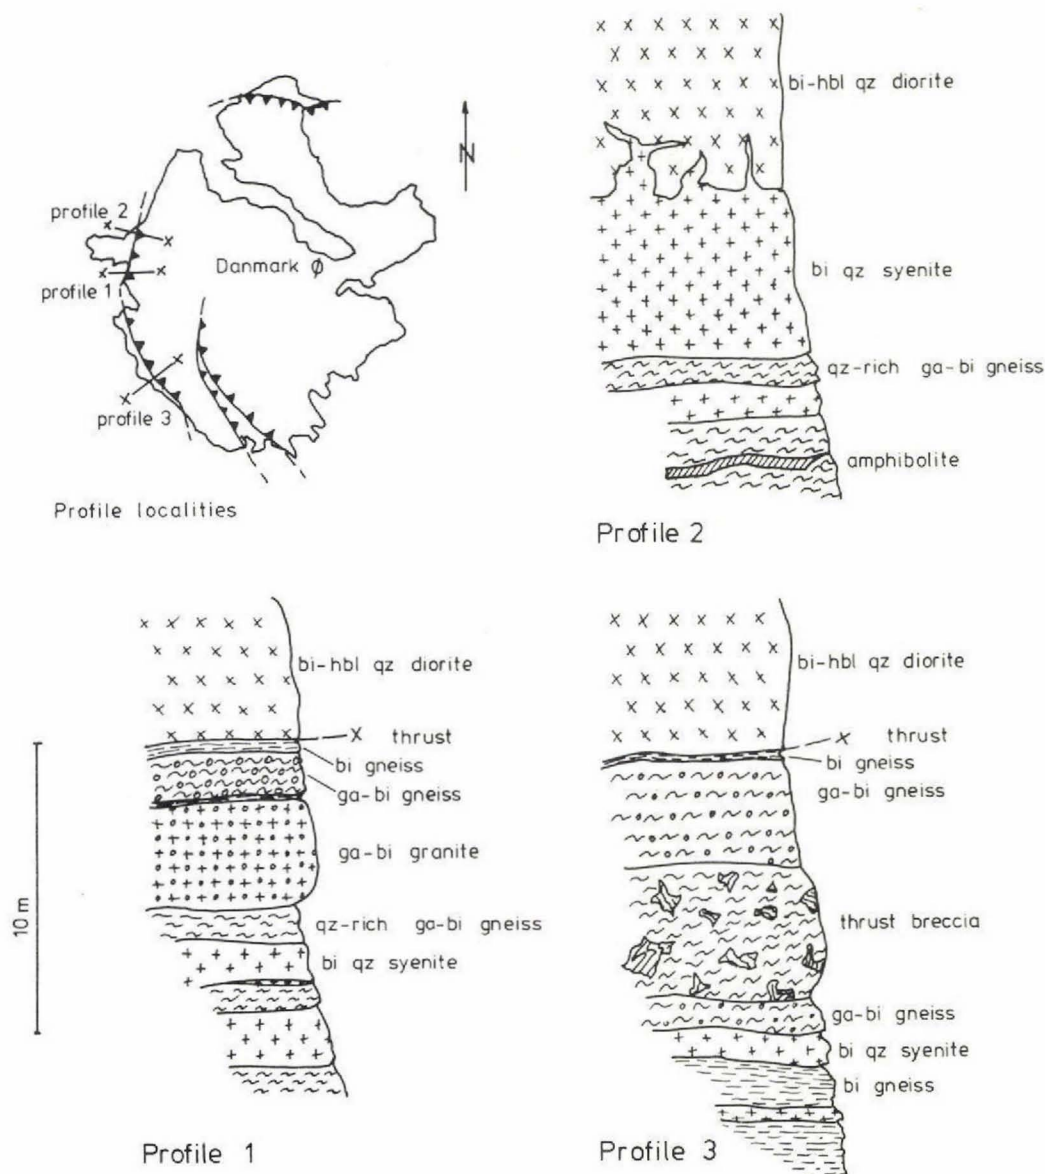 N
profile 2
x
x
Danmark Ø
x
x
profile 1
x
x
profile 3
Profile localities
bi-hbl qz diorite
bi qz syenite
qz-rich ga-bi gneiss
amphibolite
Profile 2
bi-hbl qz diorite
x thrust
bi gneiss
ga-bi gneiss
ga-bi granite
qz-rich ga-bi gneiss
bi qz syenite
10 m
Profile 1
bi-hbl qz diorite
x thrust
bi gneiss
ga-bi gneiss
thrust breccia
ga-bi gneiss
bi qz syenite
bi gneiss
Profile 3